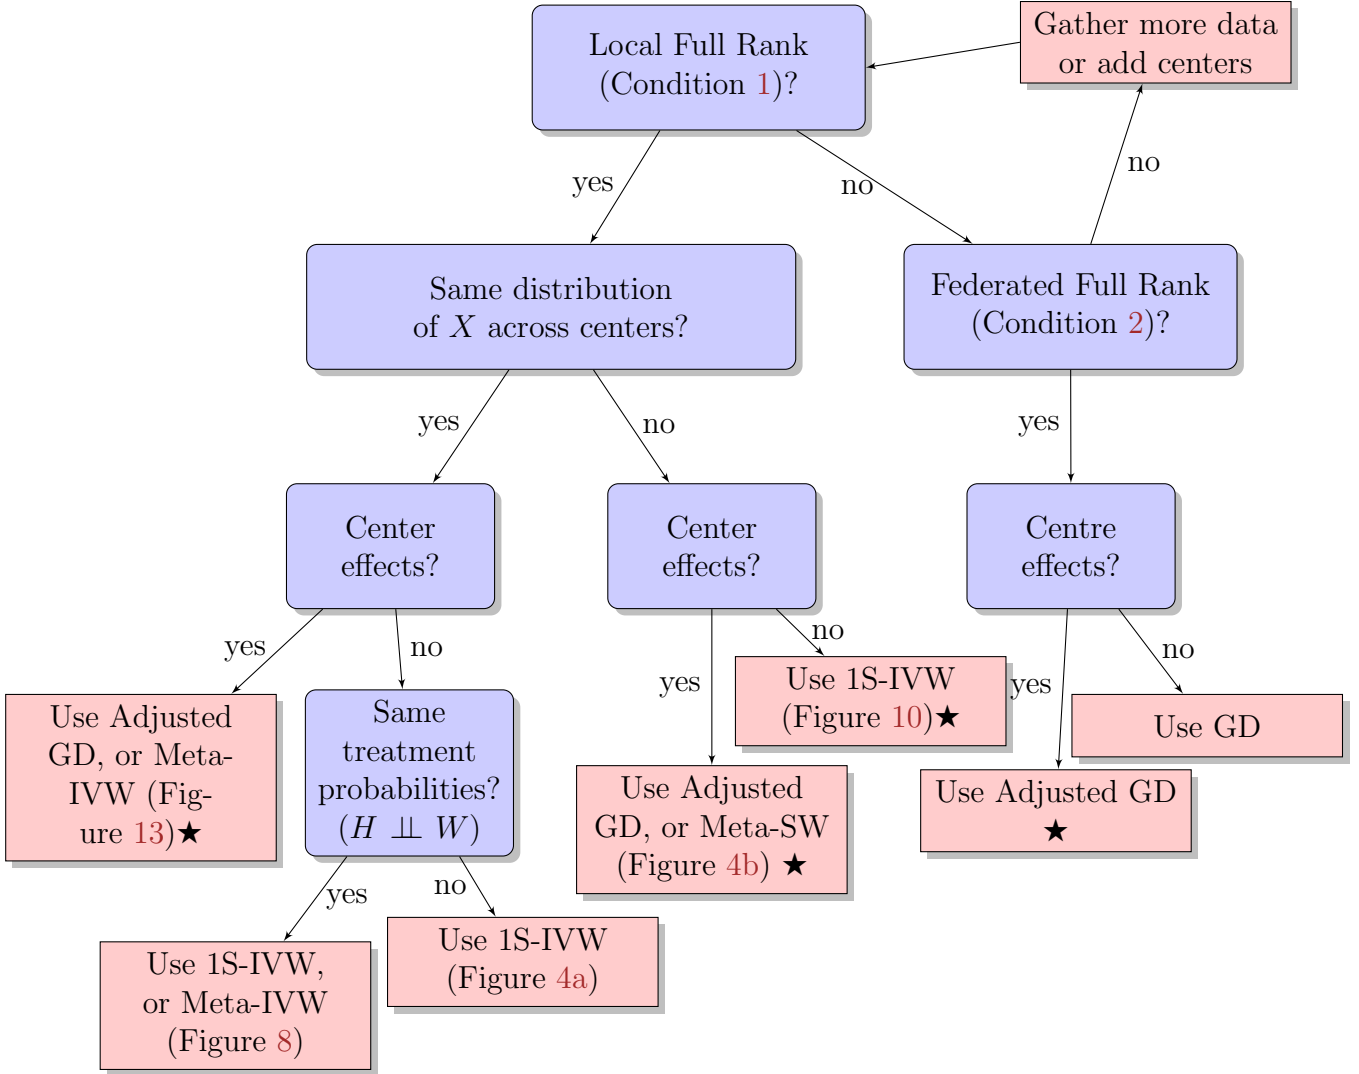 Local Full Rank
(Condition 1)?
Gather more data
or add centers
yes
no
no
Same distribution
of X across centers?
Federated Full Rank
(Condition 2)?
yes
no
yes
Center
effects?
Center
effects?
Centre
effects?
yes
no
yes
no
yes
no
Use Adjusted
GD, or Meta-
IVW (Fig-
ure 13)★
Same
treatment
probabilities?
(H ⊥⊥ W)
Use 1S-IVW
(Figure 10)★
Use GD
Use Adjusted
GD, or Meta-SW
(Figure 4b) ★
Use Adjusted GD
★
yes
no
Use 1S-IVW,
or Meta-IVW
(Figure 8)
Use 1S-IVW
(Figure 4a)